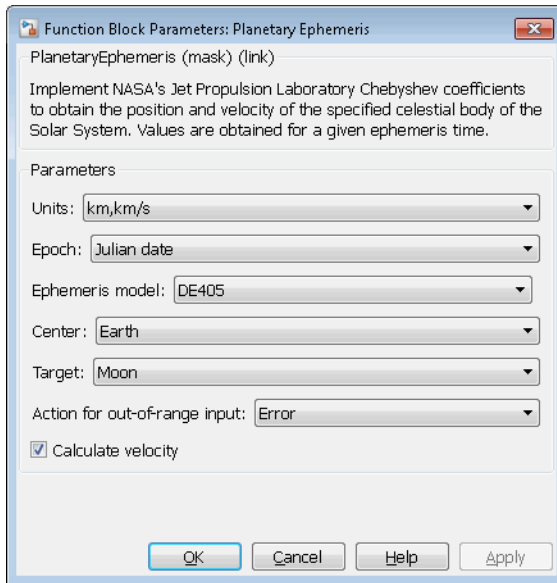 Function Block Parameters: Planetary Ephemeris
PlanetaryEphemeris (mask) (link)
Implement NASA's Jet Propulsion Laboratory Chebyshev coefficients
to obtain the position and velocity of the specified celestial body of the
Solar System. Values are obtained for a given ephemeris time.
Parameters
Units: km,km/s
Epoch: Julian date
Ephemeris model: DE405
Center: Earth
Target: Moon
Action for out-of-range input: Error
Calculate velocity
OK Cancel Help Apply